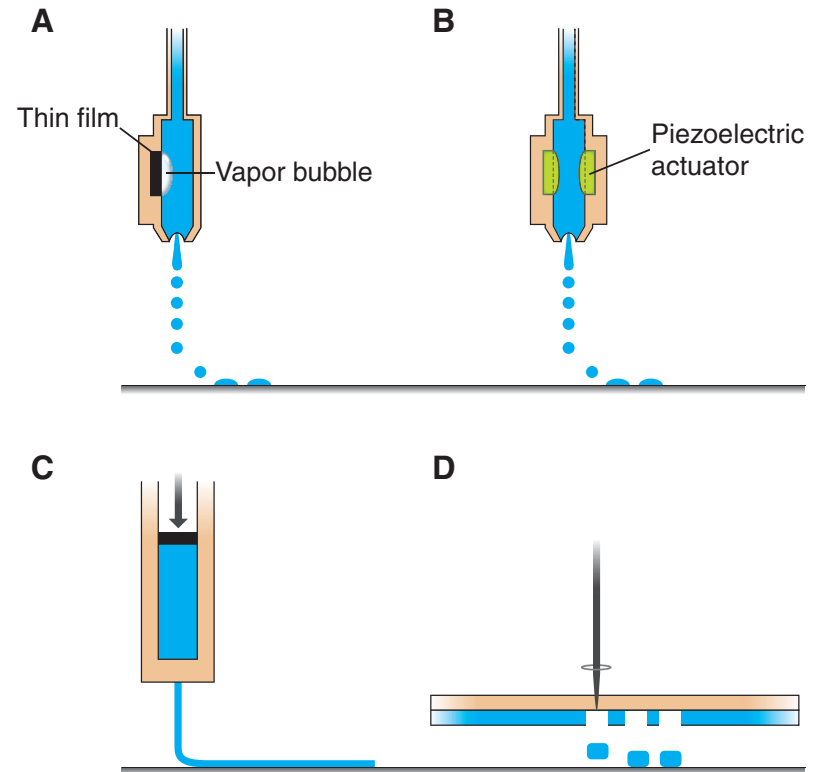 A
B
Thin film
Vapor bubble
Piezoelectric
actuator
C
D